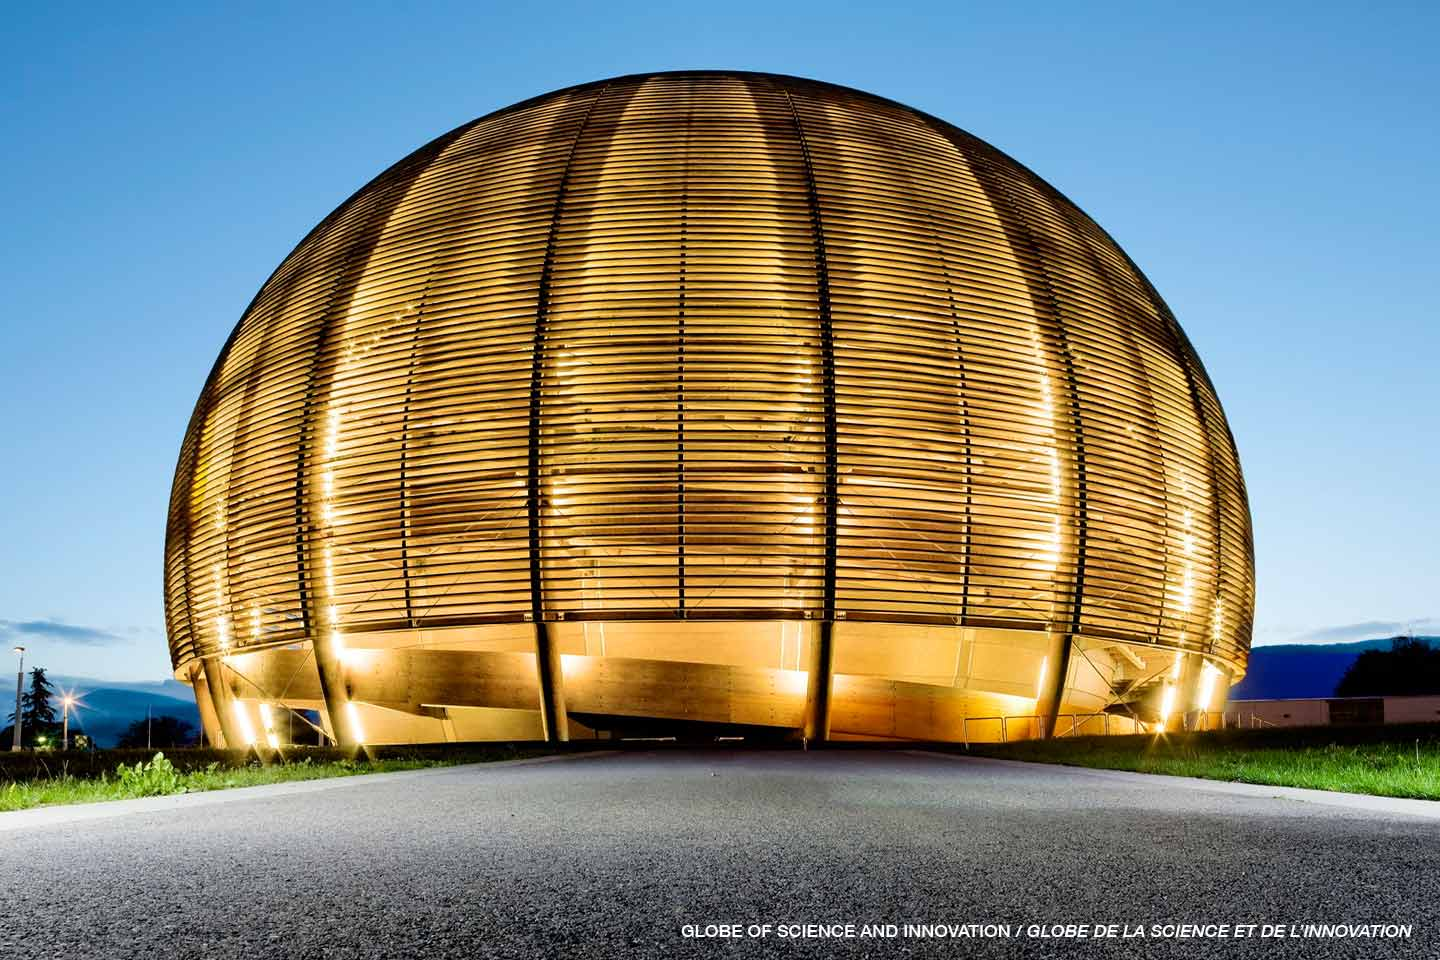 GLOBE OF SCIENCE AND INNOVATION / GLOBE DE LA SCIENCE ET DE L'INNOVATION